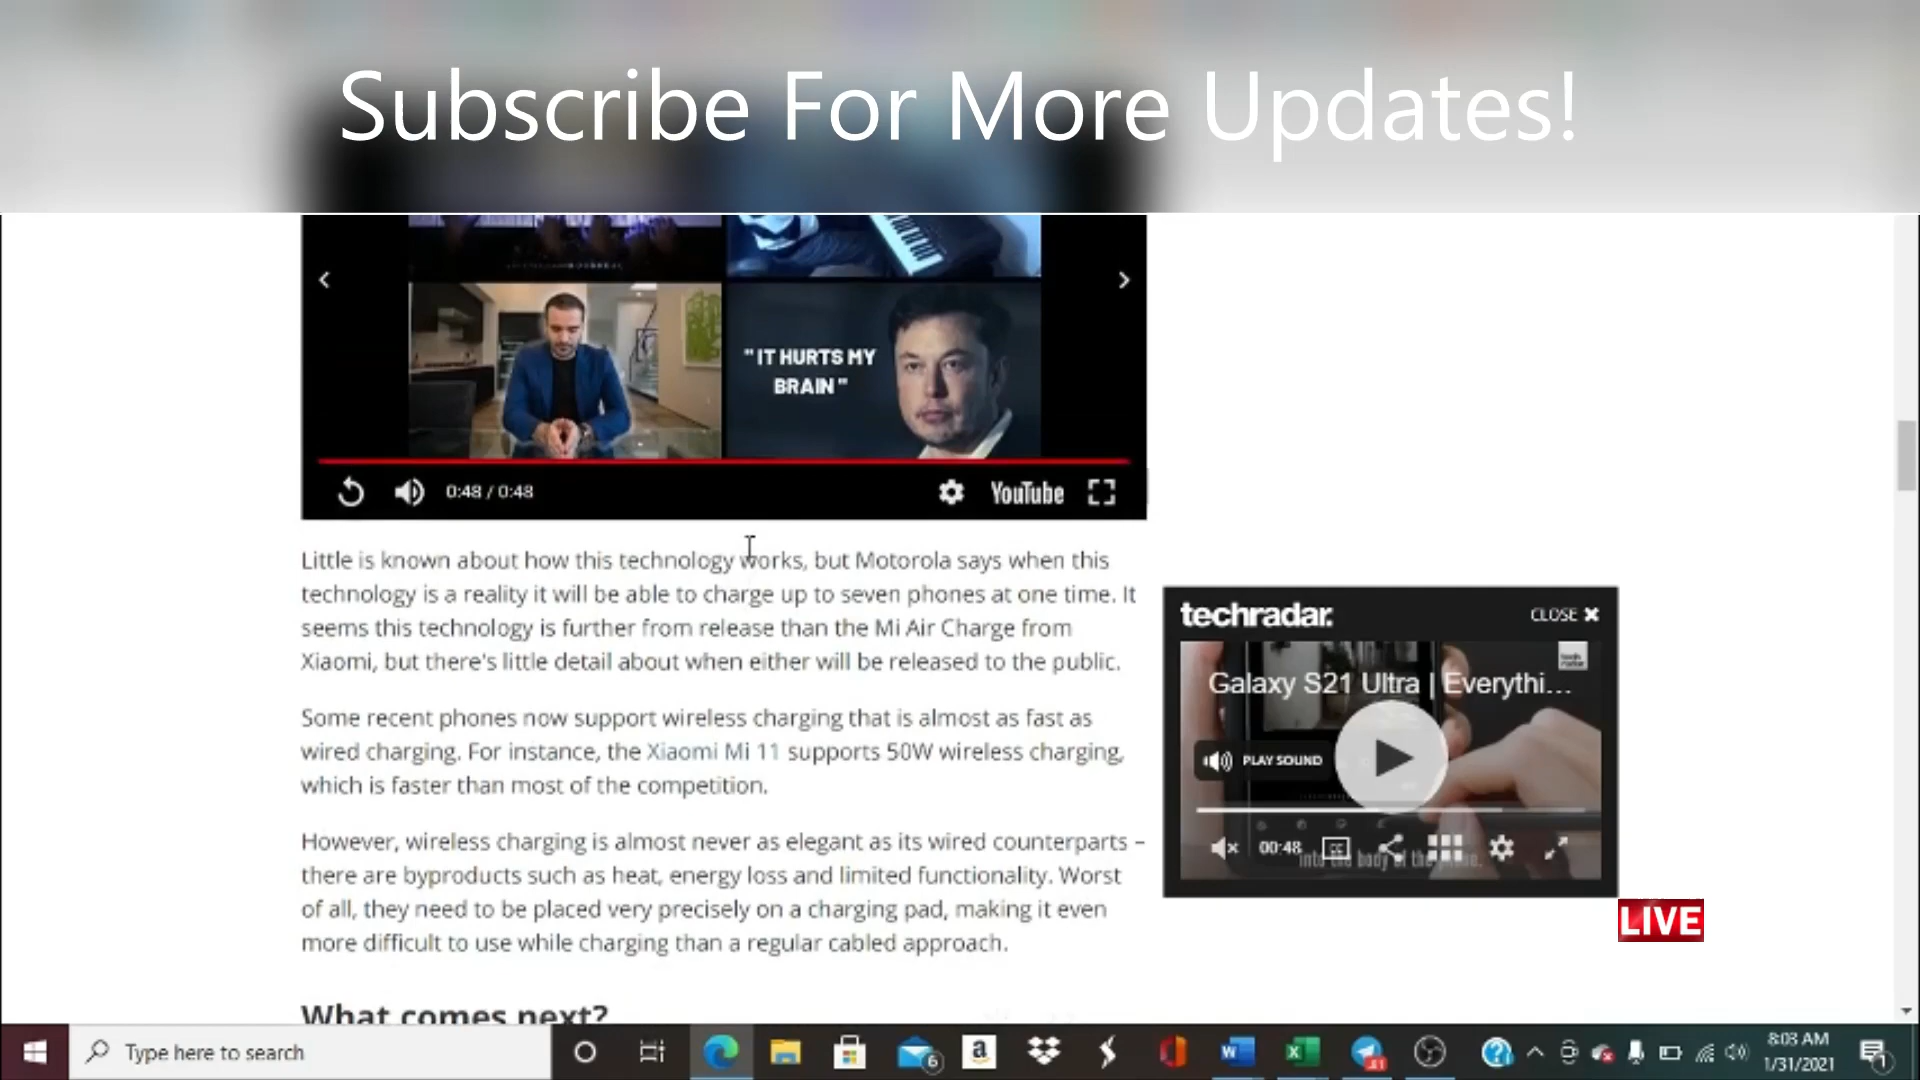 Subscribe For More Updates!
" IT HURTS MY
BRAIN "
0:48 / 0:48
YouTube
Little is known about how this technology works, but Motorola says when this
technology is a reality it will be able to charge up to seven phones at one time. It
seems this technology is further from release than the Mi Air Charge from
Xiaomi, but there's little detail about when either will be released to the public.
techradar.
CLOSE
Galaxy S21 Ultra | Everythi...
PLAY SOUND
00:48
CC
into the body of the phone.
Some recent phones now support wireless charging that is almost as fast as
wired charging. For instance, the Xiaomi Mi 11 supports 50W wireless charging,
which is faster than most of the competition.
However, wireless charging is almost never as elegant as its wired counterparts –
there are byproducts such as heat, energy loss and limited functionality. Worst
of all, they need to be placed very precisely on a charging pad, making it even
more difficult to use while charging than a regular cabled approach.
LIVE
What comes next?
Type here to search
6
a
8:03 AM
1/31/2021
1